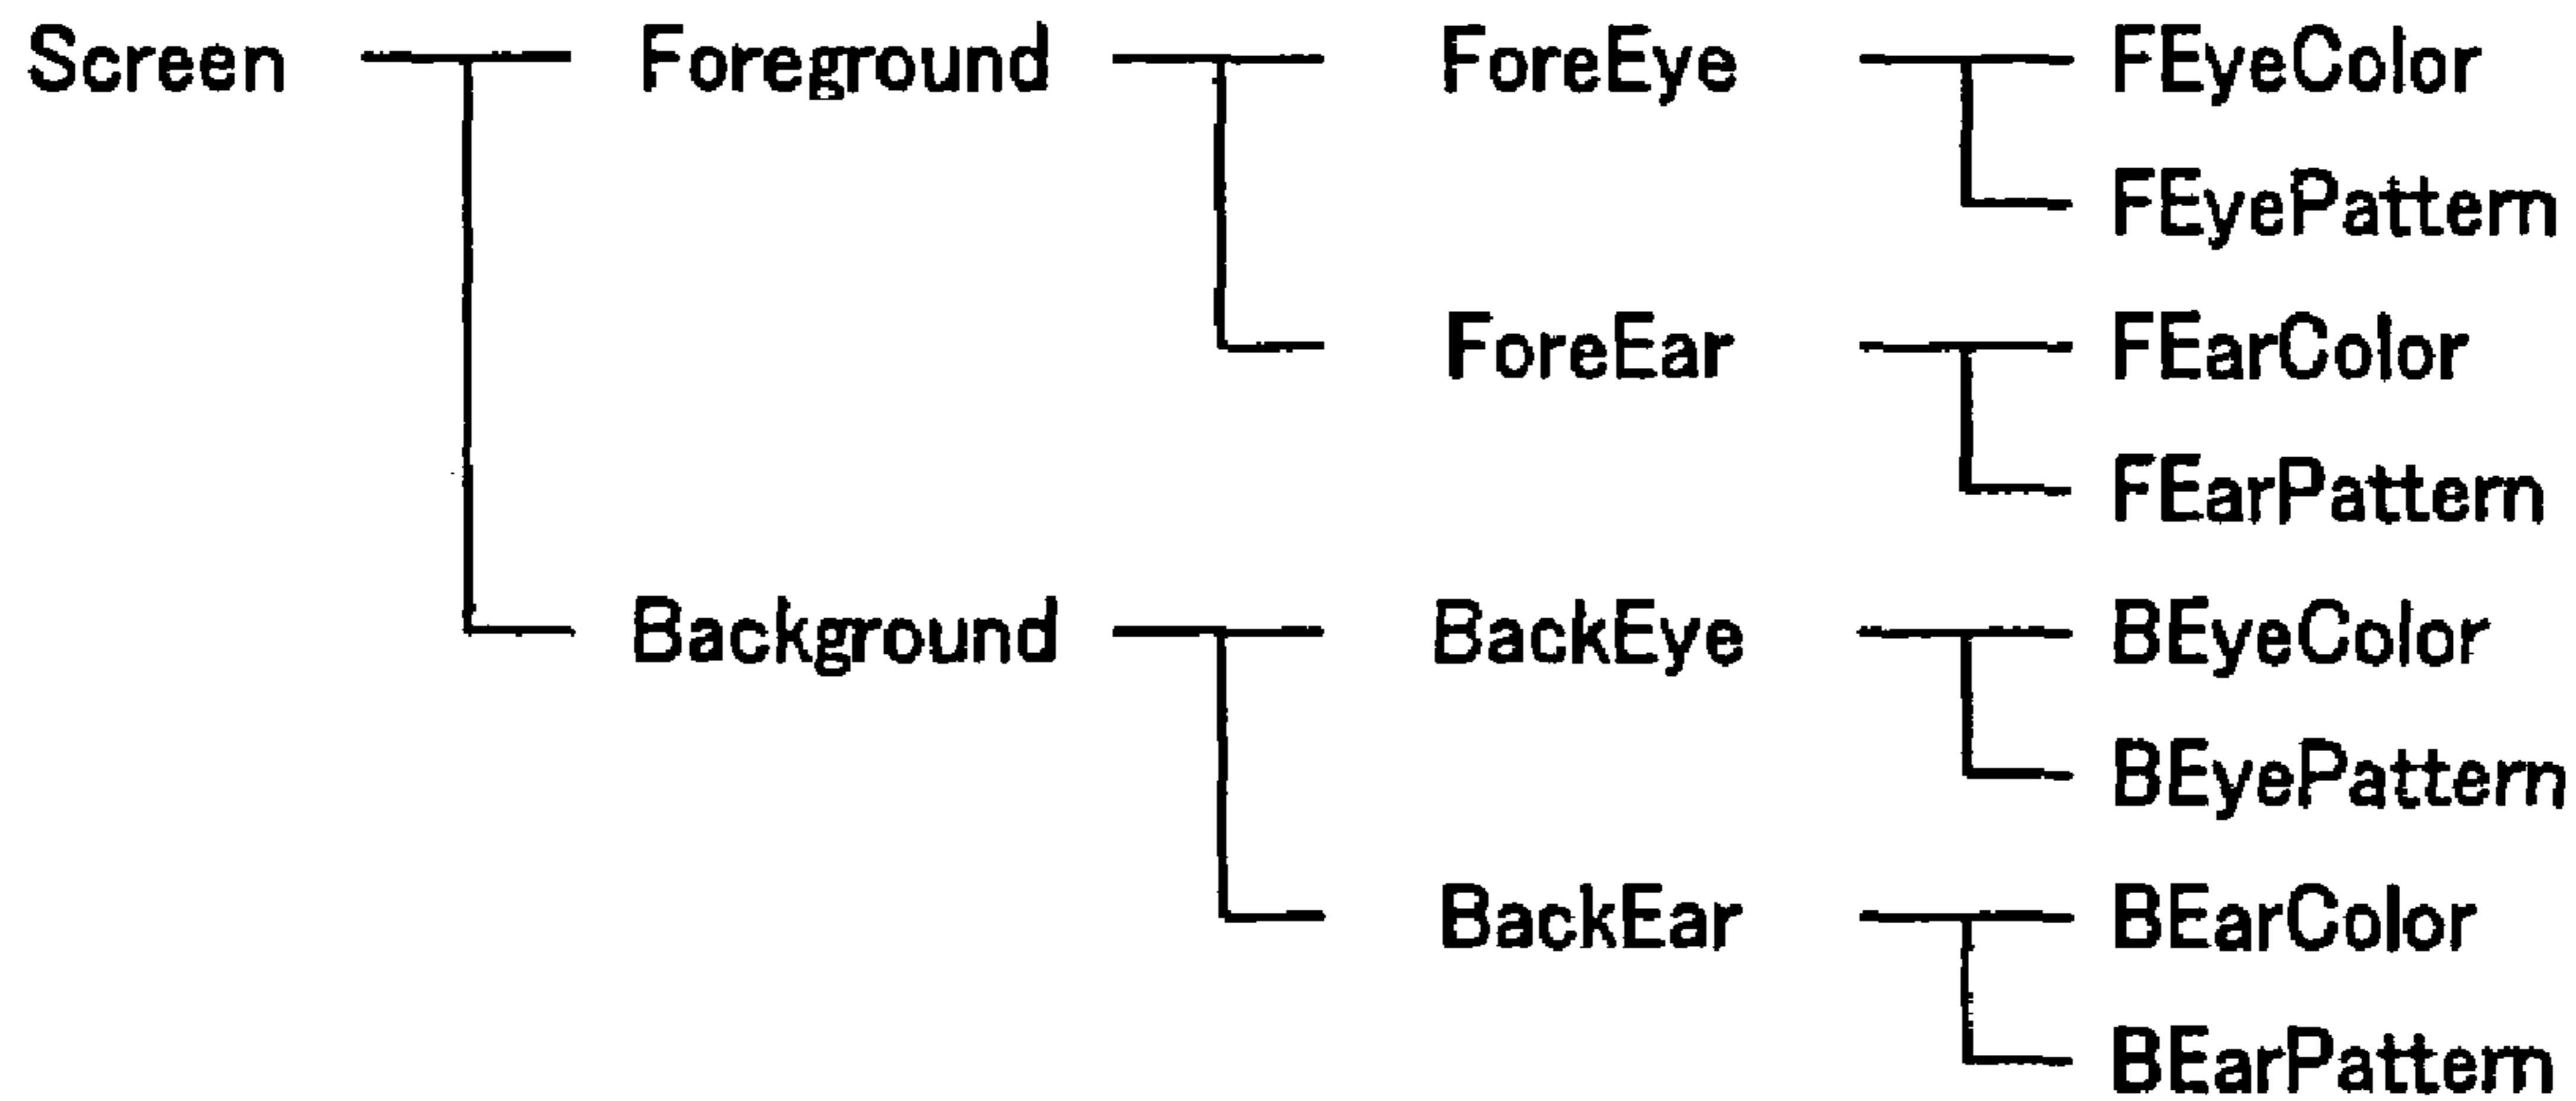 Screen Foreground ForeEye FEyeColor
FEyePattern
ForeEar FEarColor
FEarPattern
Background BackEye BEyeColor
BEyePattern
BackEar BEarColor
BEarPattern